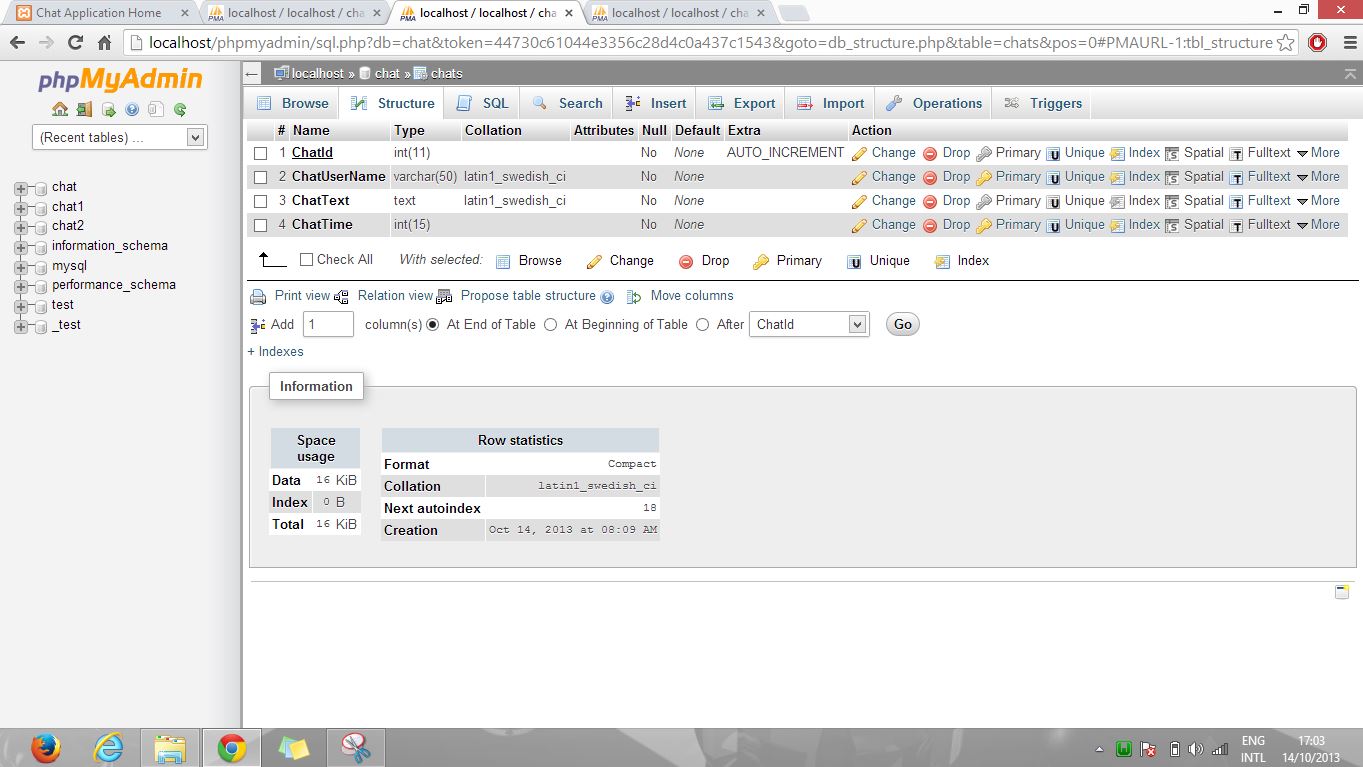 Chat Application Home
localhost / localhost / cha
localhost / localhost / cha
localhost / localhost / cha
localhost/phpmyadmin/sql.php?db=chat&token=44730c61044e3356c28d4c0a437c1543&goto=db_structure.php&table=chats&pos=0#PMAURL-1:tbl_structure
phpMyAdmin
(Recent tables) ...
chat
chat1
chat2
information_schema
mysql
performance_schema
test
_test
localhost » chat » chats
Browse Structure SQL Search Insert Export Import Operations Triggers
# Name Type Collation Attributes Null Default Extra Action
1 ChatId int(11) No None AUTO_INCREMENT Change Drop Primary Unique Index Spatial Fulltext More
2 ChatUserName varchar(50) latin1_swedish_ci No None Change Drop Primary Unique Index Spatial Fulltext More
3 ChatText text latin1_swedish_ci No None Change Drop Primary Unique Index Spatial Fulltext More
4 ChatTime int(15) No None Change Drop Primary Unique Index Spatial Fulltext More
Check All With selected: Browse Change Drop Primary Unique Index
Print view Relation view Propose table structure Move columns
Add 1 column(s) At End of Table At Beginning of Table After ChatId Go
+ Indexes
Information
Space usage
Data 16 KiB
Index 0 B
Total 16 KiB
Row statistics
Format Compact
Collation latin1_swedish_ci
Next autoindex 18
Creation Oct 14, 2013 at 08:09 AM
ENG 17:03
INTL 14/10/2013